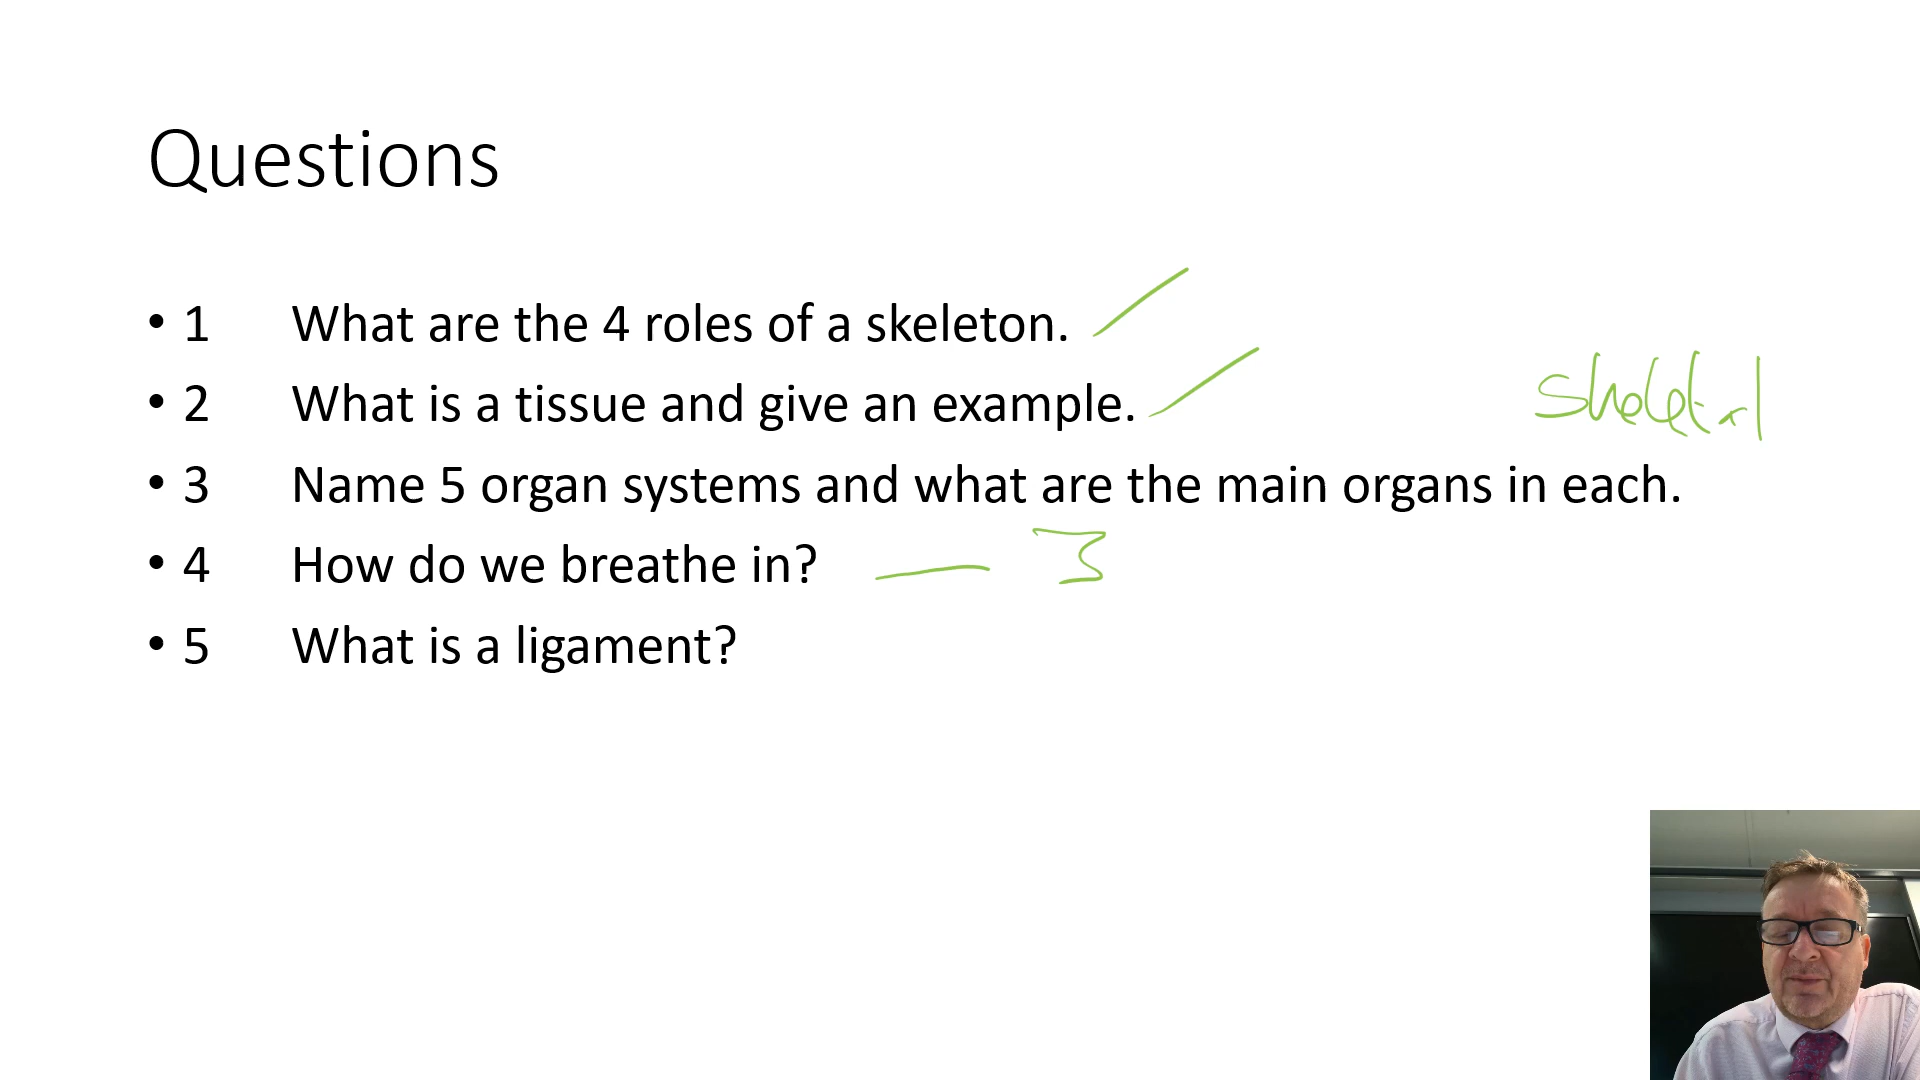 Questions
• 1 What are the 4 roles of a skeleton.
• 2 What is a tissue and give an example.
skeletal
• 3 Name 5 organ systems and what are the main organs in each.
• 4 How do we breathe in? — 3
• 5 What is a ligament?